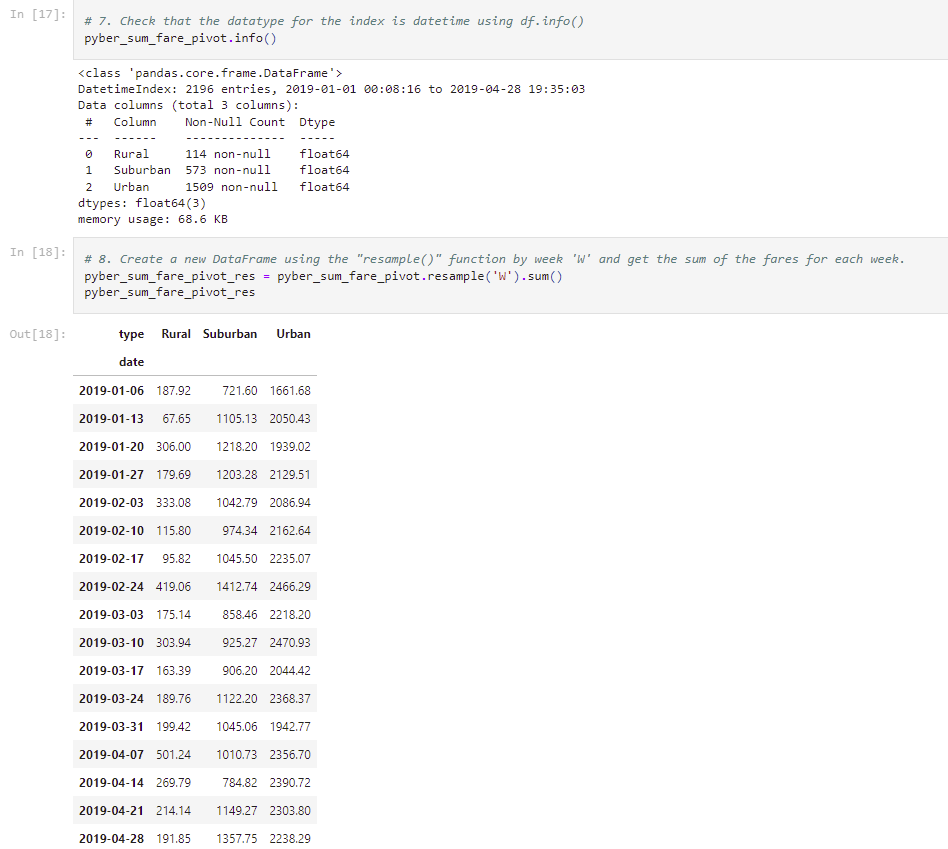 In [17]:
# 7. Check that the datatype for the index is datetime using df.info()
pyber_sum_fare_pivot.info()
<class 'pandas.core.frame.DataFrame'>
DatetimeIndex: 2196 entries, 2019-01-01 00:08:16 to 2019-04-28 19:35:03
Data columns (total 3 columns):
 #   Column    Non-Null Count  Dtype
---  ------    --------------  -----
 0   Rural     114 non-null    float64
 1   Suburban  573 non-null    float64
 2   Urban     1509 non-null   float64
dtypes: float64(3)
memory usage: 68.6 KB
In [18]:
# 8. Create a new DataFrame using the "resample()" function by week 'W' and get the sum of the fares for each week.
pyber_sum_fare_pivot_res = pyber_sum_fare_pivot.resample('W').sum()
pyber_sum_fare_pivot_res
Out[18]:
type Rural Suburban Urban
date
2019-01-06 187.92 721.60 1661.68
2019-01-13 67.65 1105.13 2050.43
2019-01-20 306.00 1218.20 1939.02
2019-01-27 179.69 1203.28 2129.51
2019-02-03 333.08 1042.79 2086.94
2019-02-10 115.80 974.34 2162.64
2019-02-17 95.82 1045.50 2235.07
2019-02-24 419.06 1412.74 2466.29
2019-03-03 175.14 858.46 2218.20
2019-03-10 303.94 925.27 2470.93
2019-03-17 163.39 906.20 2044.42
2019-03-24 189.76 1122.20 2368.37
2019-03-31 199.42 1045.06 1942.77
2019-04-07 501.24 1010.73 2356.70
2019-04-14 269.79 784.82 2390.72
2019-04-21 214.14 1149.27 2303.80
2019-04-28 191.85 1357.75 2238.29